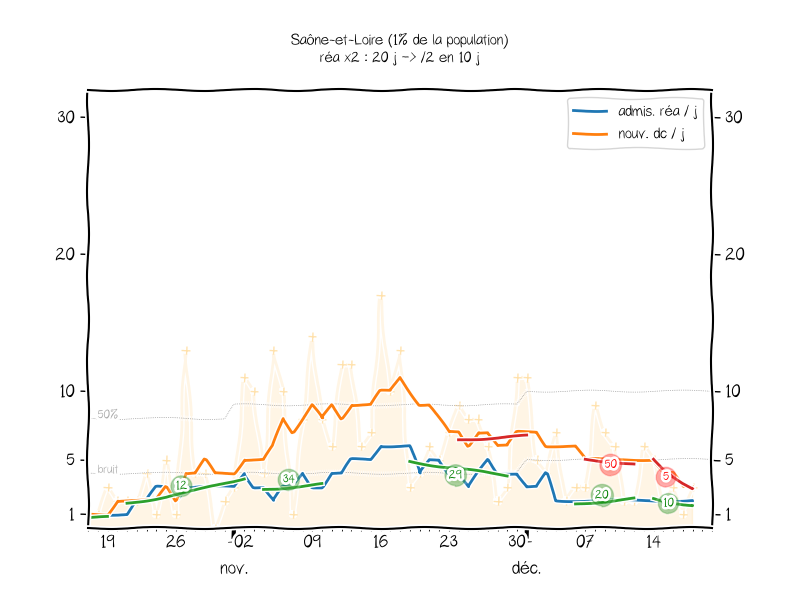 Saône-et-Loire (1% de la population)
réa x2 : 20 j -> /2 en 10 j
admis. réa / j
nouv. dc / j
30 30
20 20
10 10
50%
5 5
bruit
1 1
12
34
29
50
20
5
10
19 26 02 09 16 23 30 07 14
nov. déc.